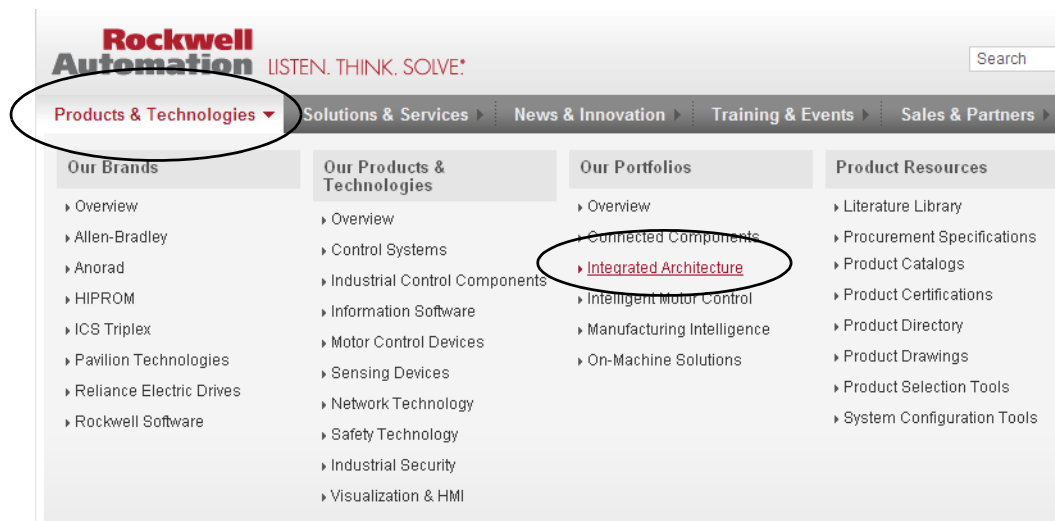 Rockwell
Automation LISTEN. THINK. SOLVE.®
Search
Products & Technologies Solutions & Services News & Innovation Training & Events Sales & Partners
Our Brands
Overview
Allen-Bradley
Anorad
HIPROM
ICS Triplex
Pavilion Technologies
Reliance Electric Drives
Rockwell Software
Our Products &
Technologies
Overview
Control Systems
Industrial Control Components
Information Software
Motor Control Devices
Sensing Devices
Network Technology
Safety Technology
Industrial Security
Visualization & HMI
Our Portfolios
Overview
Connected Components
Integrated Architecture
Intelligent Motor Control
Manufacturing Intelligence
On-Machine Solutions
Product Resources
Literature Library
Procurement Specifications
Product Catalogs
Product Certifications
Product Directory
Product Drawings
Product Selection Tools
System Configuration Tools